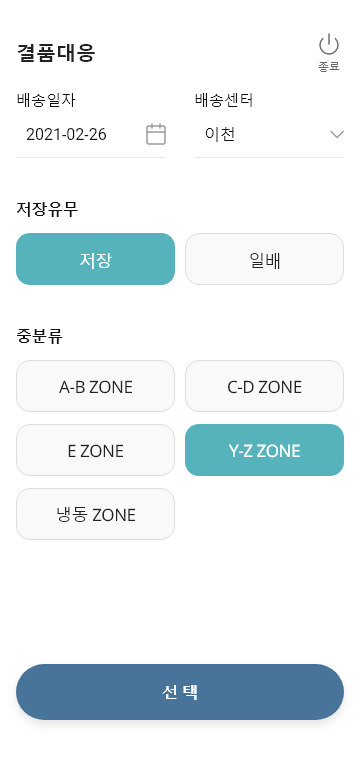 결품대응
종료
배송일자 배송센터
2021-02-26 이천
저장유무
저장 일배
중분류
A-B ZONE C-D ZONE
E ZONE Y-Z ZONE
냉동 ZONE
선 택